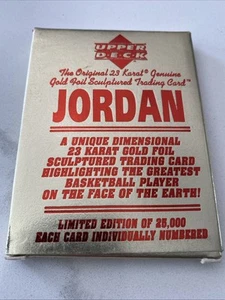 UPPER
DECK
The Original 23 Karat® Genuine
Gold Foil Sculptured Trading Card™
JORDAN
A UNIQUE DIMENSIONAL
23 KARAT GOLD FOIL
SCULPTURED TRADING CARD
HIGHLIGHTING THE GREATEST
BASKETBALL PLAYER
ON THE FACE OF THE EARTH!
LIMITED EDITION OF 25,000
EACH CARD INDIVIDUALLY NUMBERED